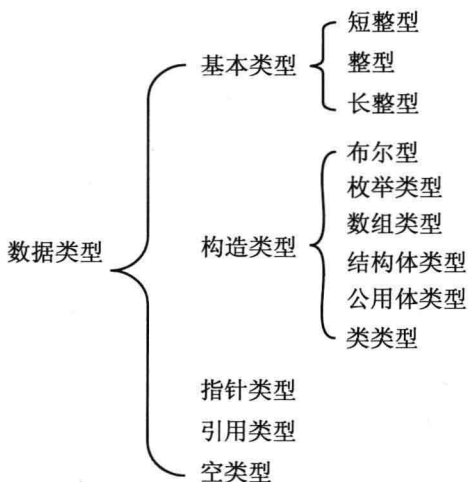 数据类型
基本类型
短整型
整型
长整型
构造类型
布尔型
枚举类型
数组类型
结构体类型
公用体类型
类类型
指针类型
引用类型
空类型